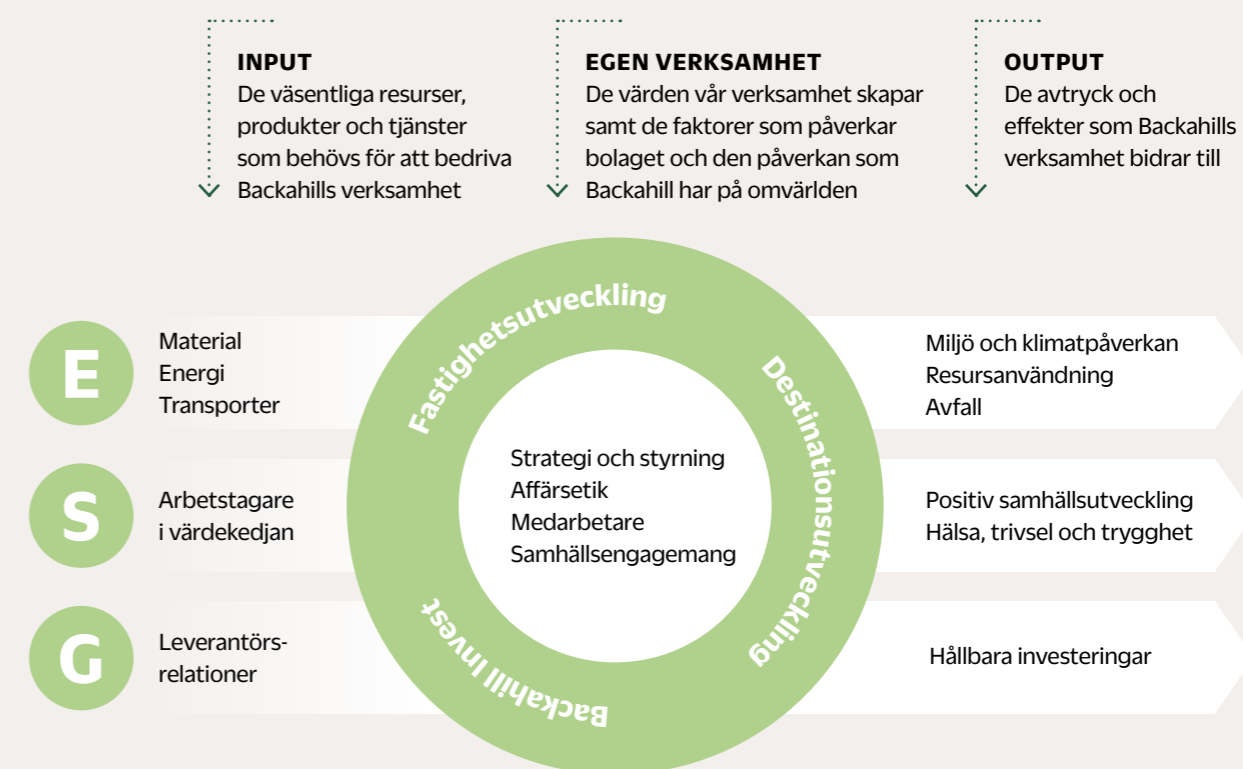 INPUT
De väsentliga resurser,
produkter och tjänster
som behövs för att bedriva
Backahills verksamhet
EGEN VERKSAMHET
De värden vår verksamhet skapar
samt de faktorer som påverkar
bolaget och den påverkan som
Backahill har på omvärlden
OUTPUT
De avtryck och
effekter som Backahills
verksamhet bidrar till
E
Material
Energi
Transporter
S
Arbetstagare
i värdekedjan
G
Leverantörs-
relationer
Fastighetsutveckling
Destinationsutveckling
Backahill Invest
Strategi och styrning
Affärsetik
Medarbetare
Samhällsengagemang
Miljö och klimatpåverkan
Resursanvändning
Avfall
Positiv samhällsutveckling
Hälsa, trivsel och trygghet
Hållbara investeringar